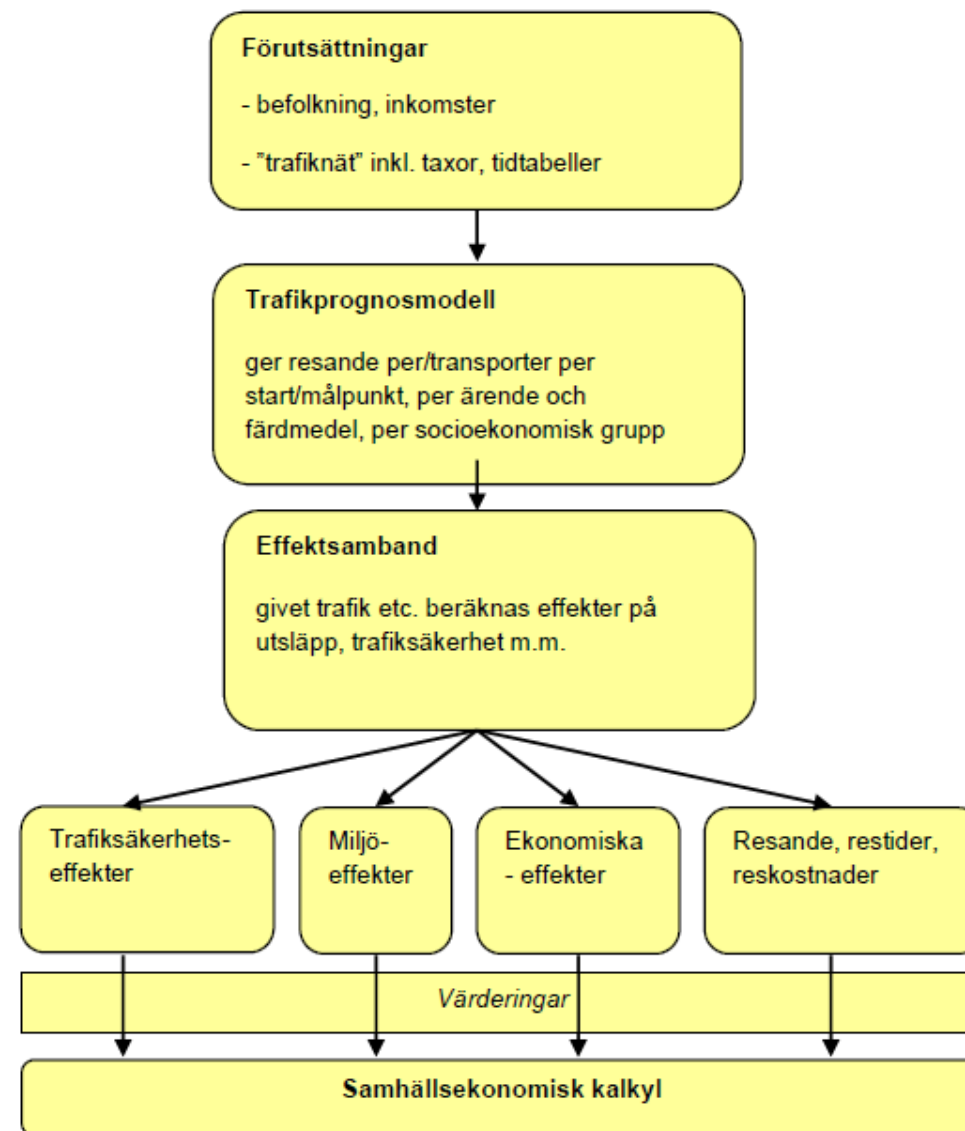 Förutsättningar
- befolkning, inkomster
- ”trafiknät” inkl. taxor, tidtabeller
Trafikprognosmodell
ger resande per/transporter per
start/målpunkt, per ärende och
färdmedel, per socioekonomisk grupp
Effektsamband
givet trafik etc. beräknas effekter på
utsläpp, trafiksäkerhet m.m.
Trafiksäkerhets-
effekter
Miljö-
effekter
Ekonomiska
- effekter
Resande, restider,
reskostnader
Värderingar
Samhällsekonomisk kalkyl